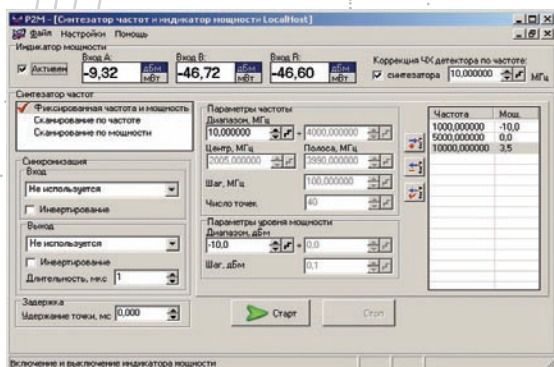 P2M - [Синтезатор частот и индикатор мощности LocalHost]
Файл Настройки Помощь
Индикатор мощности
Активен
Вход A:
-9,32
дБм
мВт
Вход B:
-46,72
дБм
мВт
Вход R:
-46,60
дБм
мВт
Коррекция ЧХ детектора по частоте:
синтезатора 10,000000 МГц
Синтезатор частот
Фиксированная частота и мощность
Сканирование по частоте
Сканирование по мощности
Синхронизация
Вход
Не используется
Инвертирование
Выход
Не используется
Инвертирование
Длительность, мкс 1
Задержка
Удержание точки, мс 0,000
Параметры частоты
Диапазон, МГц
10,000000 ÷ 4000,000000
Центр, МГц Полоса, МГц
2005,000000 3990,000000
Шаг, МГц 100,000000
Число точек 40
Параметры уровня мощности
Диапазон, дБм
-10,0 ÷ 0,0
Шаг, дБм 0,1
Частота Мощ.
1000,000000 -10,0
5000,000000 0,0
10000,000000 3,5
Старт
Стоп
Включение и выключение индикатора мощности